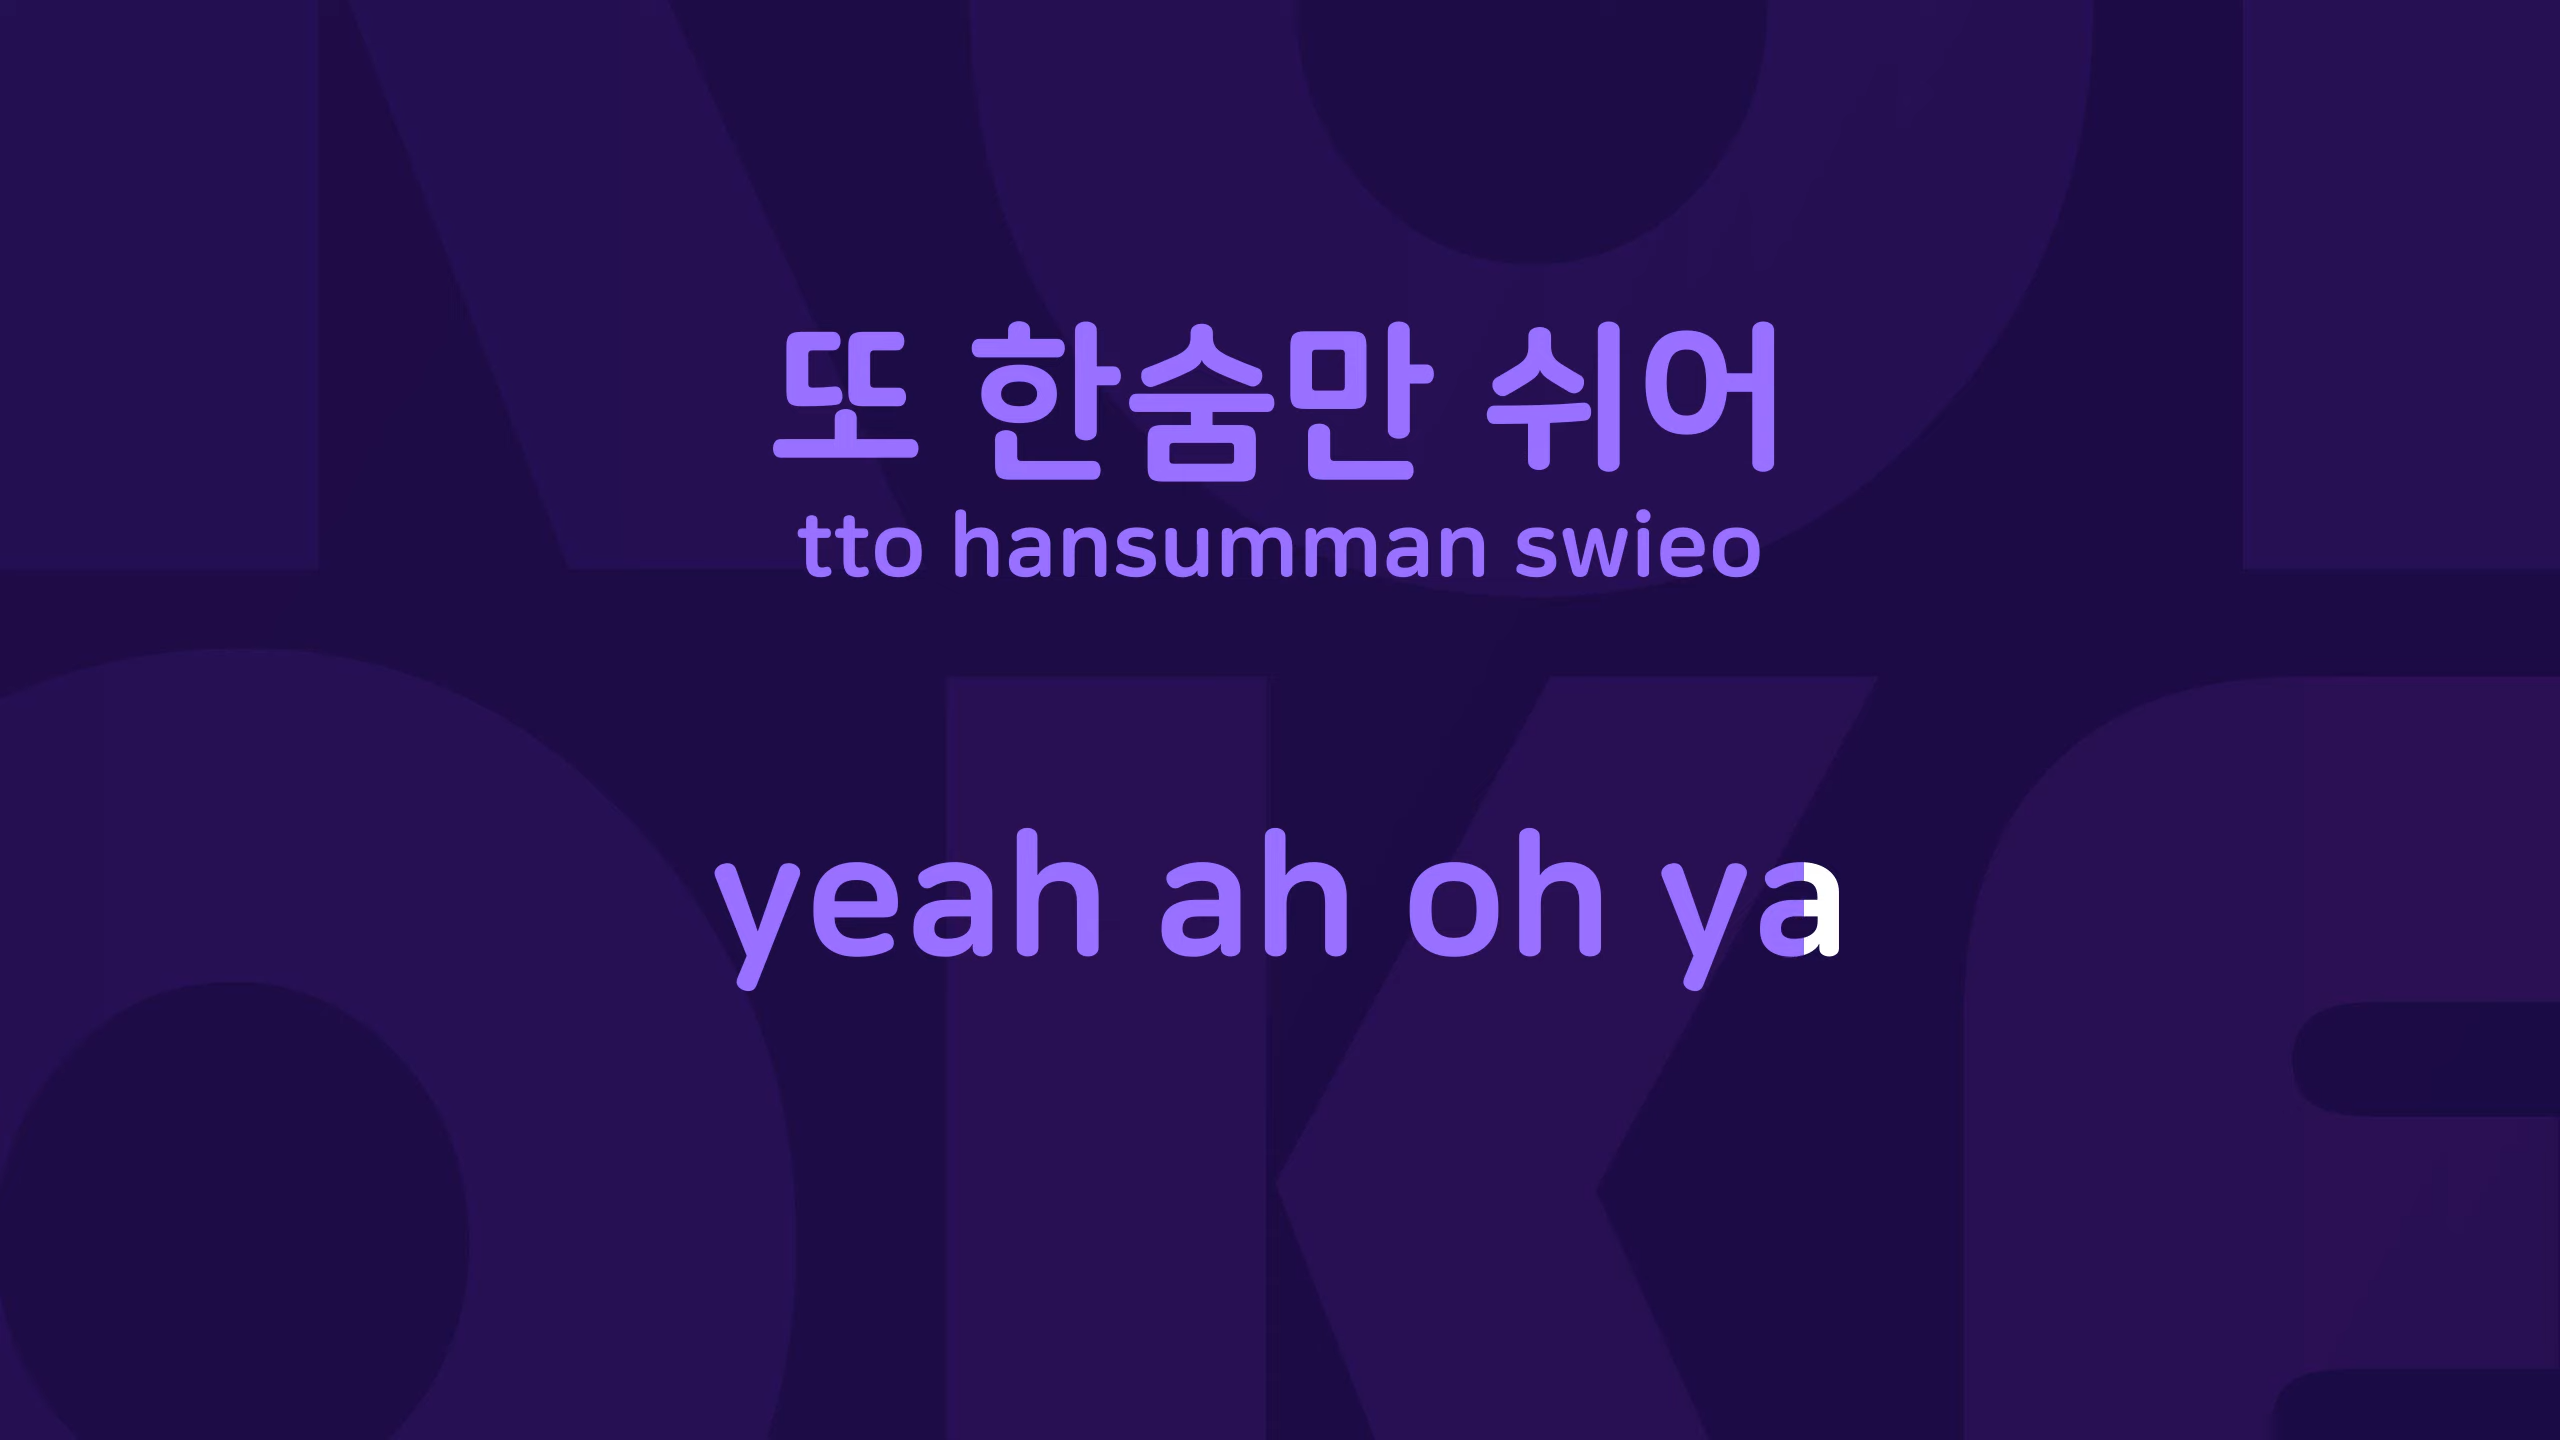 또 한숨만 쉬어
tto hansumman swieo
yeah ah oh ya